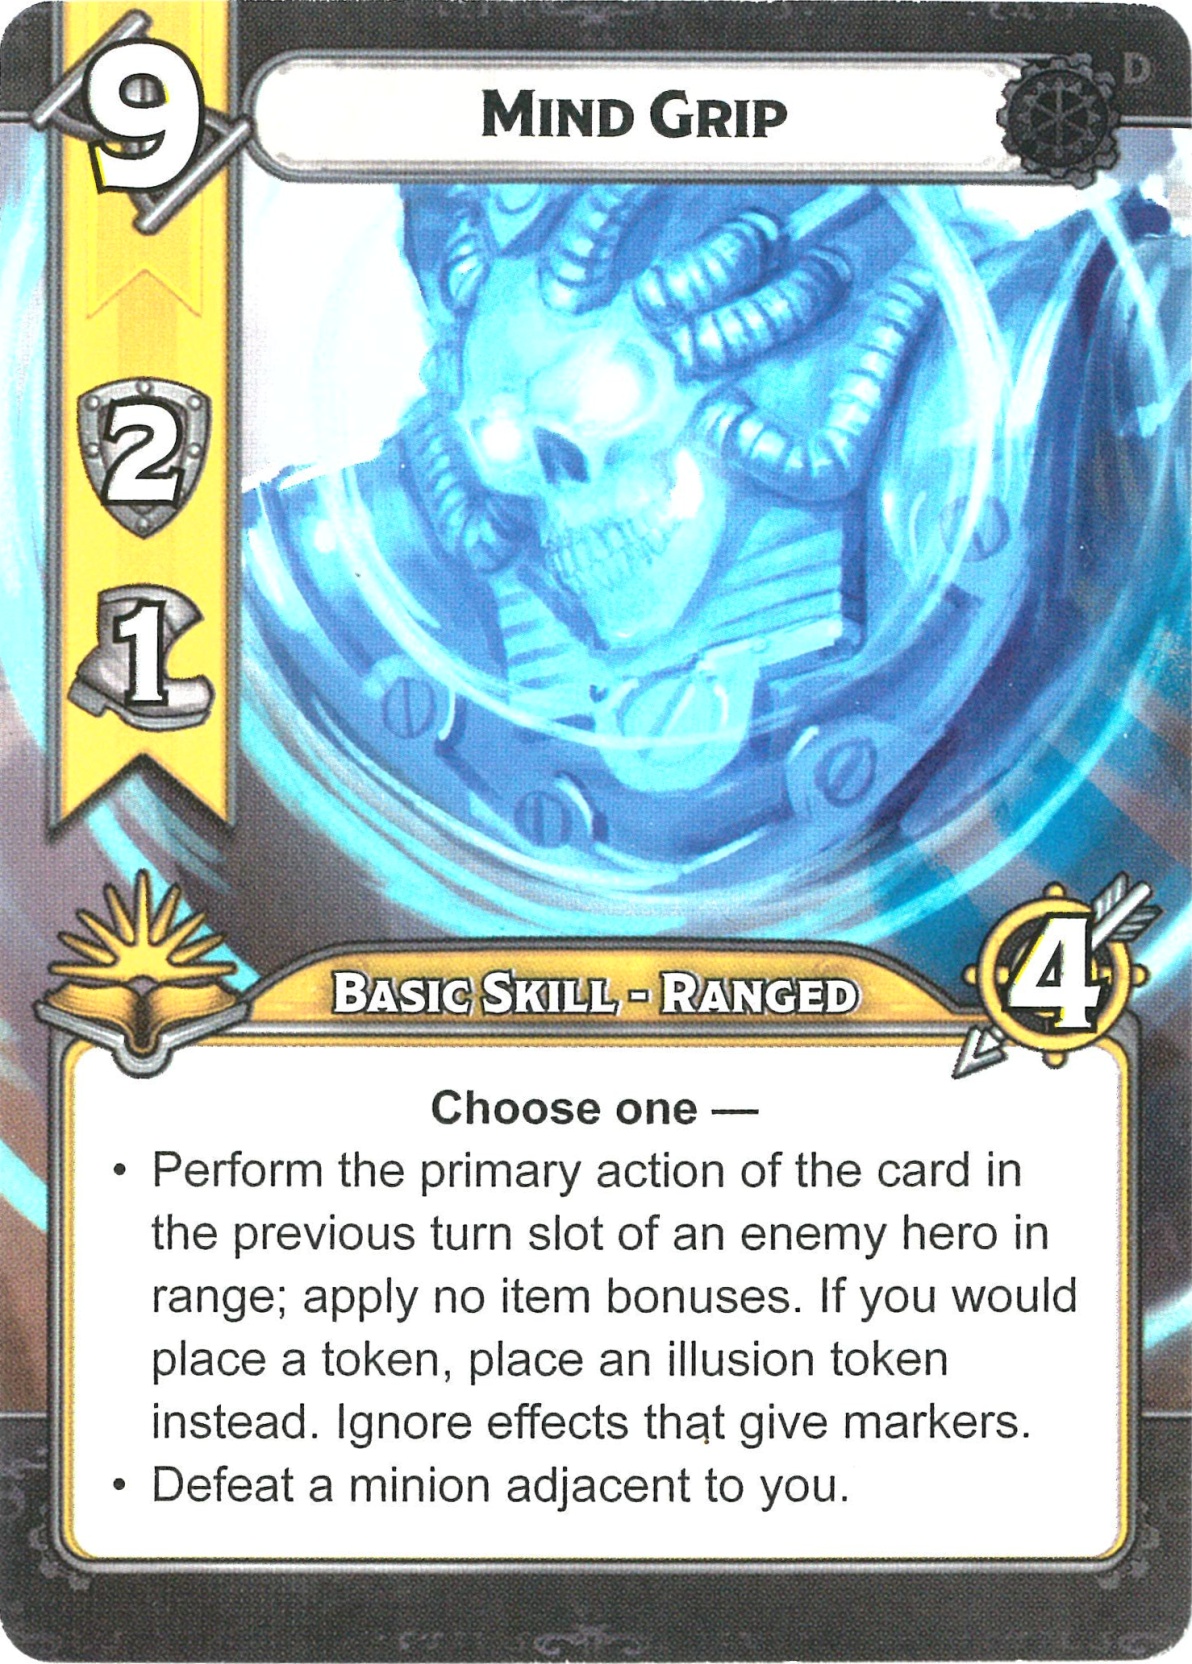 9
MIND GRIP
D
2
1
BASIC SKILL - RANGED
4
Choose one —
• Perform the primary action of the card in
the previous turn slot of an enemy hero in
range; apply no item bonuses. If you would
place a token, place an illusion token
instead. Ignore effects that give markers.
• Defeat a minion adjacent to you.